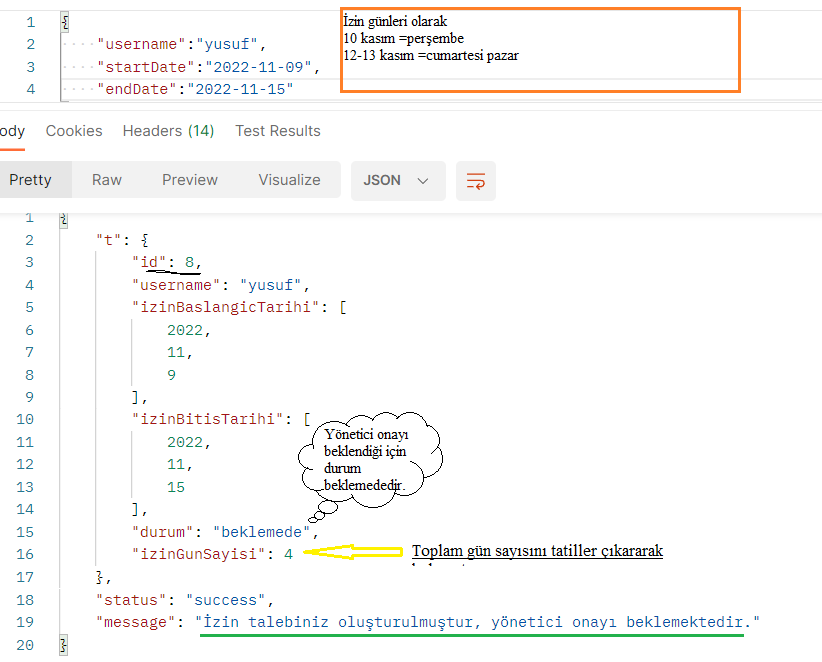 1 {
2 "username":"yusuf",
3 "startDate":"2022-11-09",
4 "endDate":"2022-11-15"
İzin günleri olarak
10 kasım =perşembe
12-13 kasım =cumartesi pazar
ody Cookies Headers (14) Test Results
Pretty Raw Preview Visualize JSON
1 {
2 "t": {
3 "id": 8,
4 "username": "yusuf",
5 "izinBaslangicTarihi": [
6 2022,
7 11,
8 9
9 ],
10 "izinBitisTarihi": [
11 2022,
12 11,
13 15
14 ],
Yönetici onayı
beklendiği için
durum
beklemededir.
15 "durum": "beklemede",
16 "izinGunSayisi": 4
Toplam gün sayısını tatiller çıkararak
17 },
18 "status": "success",
19 "message": "İzin talebiniz oluşturulmuştur, yönetici onayı beklemektedir."
20 }